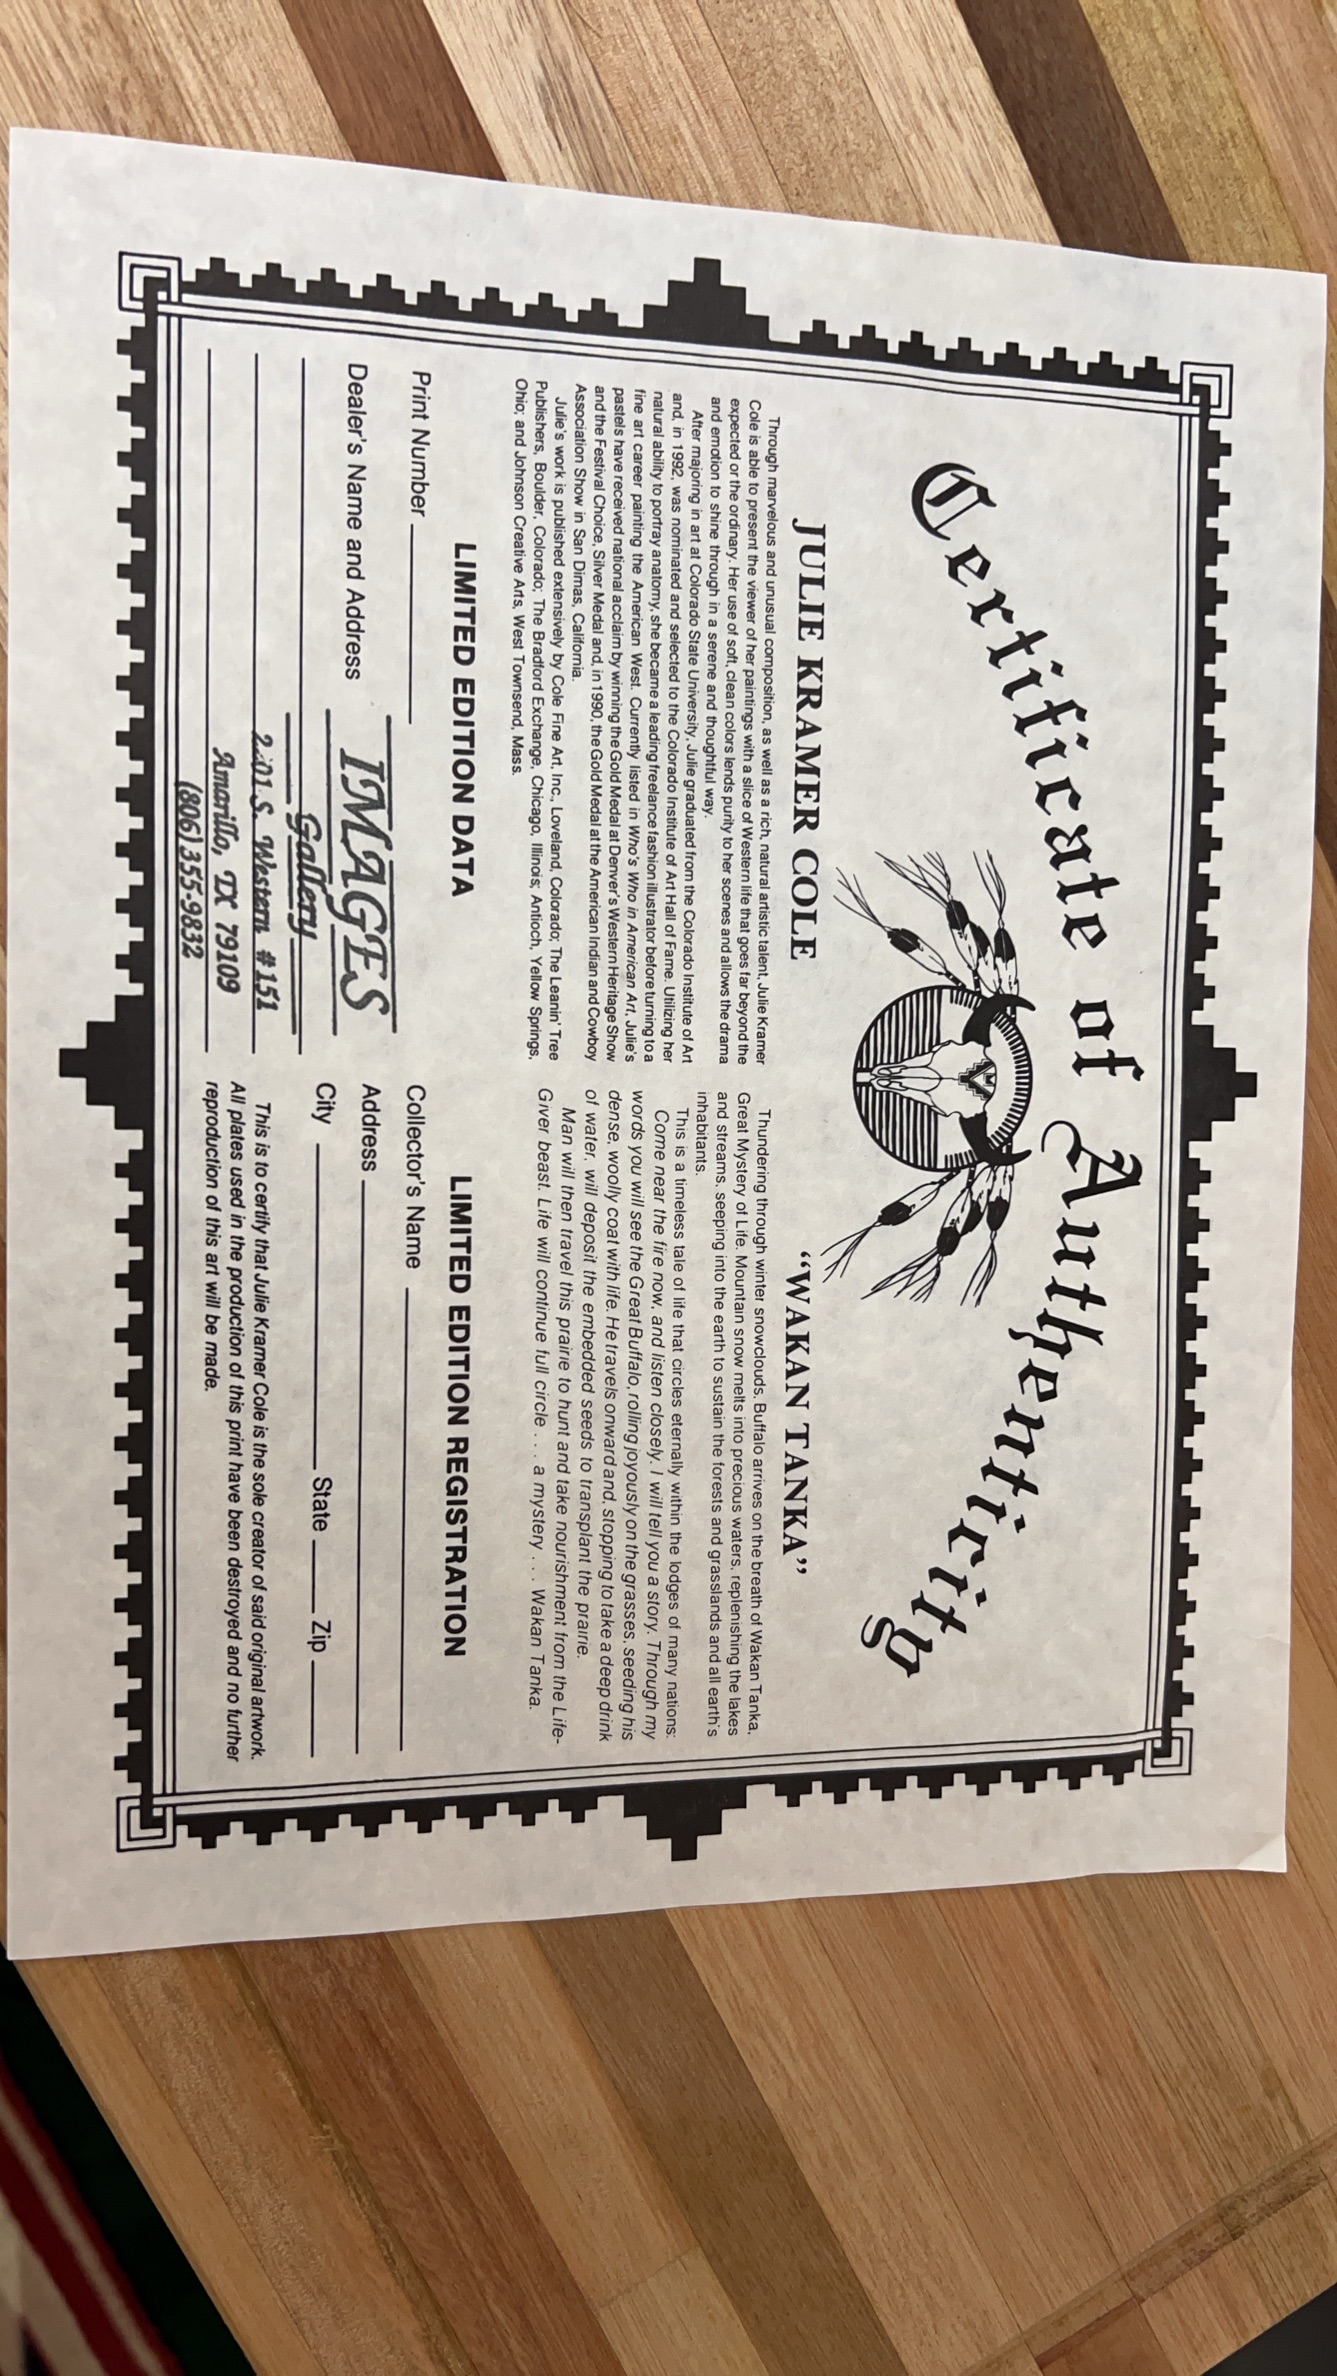 Certificate of Authenticity
JULIE KRAMER COLE
Through marvelous and unusual composition, as well as a rich, natural artistic talent, Julie Kramer
Cole is able to present the viewer of her paintings with a slice of Western life that goes far beyond the
expected or the ordinary. Her use of soft, clean colors lends purity to her scenes and allows the drama
and emotion to shine through in a serene and thoughtful way.
After majoring in art at Colorado State University, Julie graduated from the Colorado Institute of Art
and, in 1992, was nominated and selected to the Colorado Institute of Art Hall of Fame. Utilizing her
natural ability to portray anatomy, she became a leading freelance fashion illustrator before turning to a
fine art career painting the American West. Currently listed in Who's Who in American Art, Julie's
pastels have received national acclaim by winning the Gold Medal at Denver's Western Heritage Show
and the Festival Choice, Silver Medal and, in 1990, the Gold Medal at the American Indian and Cowboy
Association Show in San Dimas, California.
Julie's work is published extensively by Cole Fine Art, Inc., Loveland, Colorado; The Leanin' Tree
Publishers, Boulder, Colorado; The Bradford Exchange, Chicago, Illinois; Antioch, Yellow Springs,
Ohio; and Johnson Creative Arts, West Townsend, Mass.
"WAKAN TANKA"
Thundering through winter snowclouds, Buffalo arrives on the breath of Wakan Tanka,
Great Mystery of Life. Mountain snow melts into precious waters, replenishing the lakes
and streams, seeping into the earth to sustain the forests and grasslands and all earth's
inhabitants.
This is a timeless tale of life that circles eternally within the lodges of many nations:
Come near the fire now, and listen closely. I will tell you a story. Through my
words you will see the Great Buffalo, rolling joyously on the grasses, seeding his
dense, woolly coat with life. He travels onward and, stopping to take a deep drink
of water, will deposit the embedded seeds to transplant the prairie.
Man will then travel this prairie to hunt and take nourishment from the Life-
Giver beast. Life will continue full circle . . . a mystery . . . Wakan Tanka.
LIMITED EDITION DATA
Print Number
Dealer's Name and Address
IMAGES
Gallery
S. Western #151
Amarillo, TX 79109
(806) 355-9832
LIMITED EDITION REGISTRATION
Collector's Name
Address
City State Zip
This is to certify that Julie Kramer Cole is the sole creator of said original artwork.
All plates used in the production of this print have been destroyed and no further
reproduction of this art will be made.